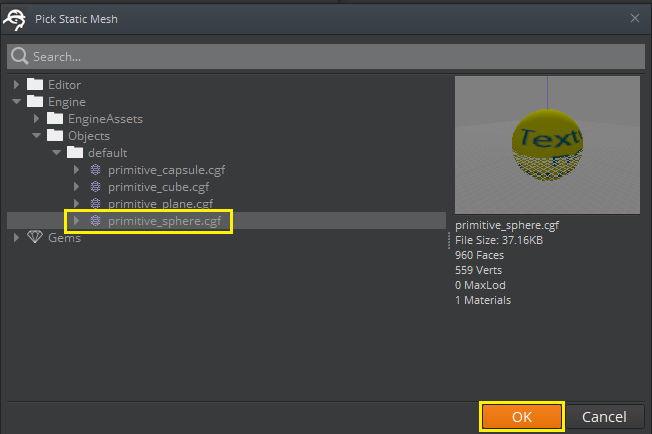 Pick Static Mesh
Search...
Editor
Engine
EngineAssets
Objects
default
primitive_capsule.cgf
primitive_cube.cgf
primitive_plane.cgf
primitive_sphere.cgf
Gems
Text
primitive_sphere.cgf
File Size: 37.16KB
960 Faces
559 Verts
0 MaxLod
1 Materials
OK
Cancel